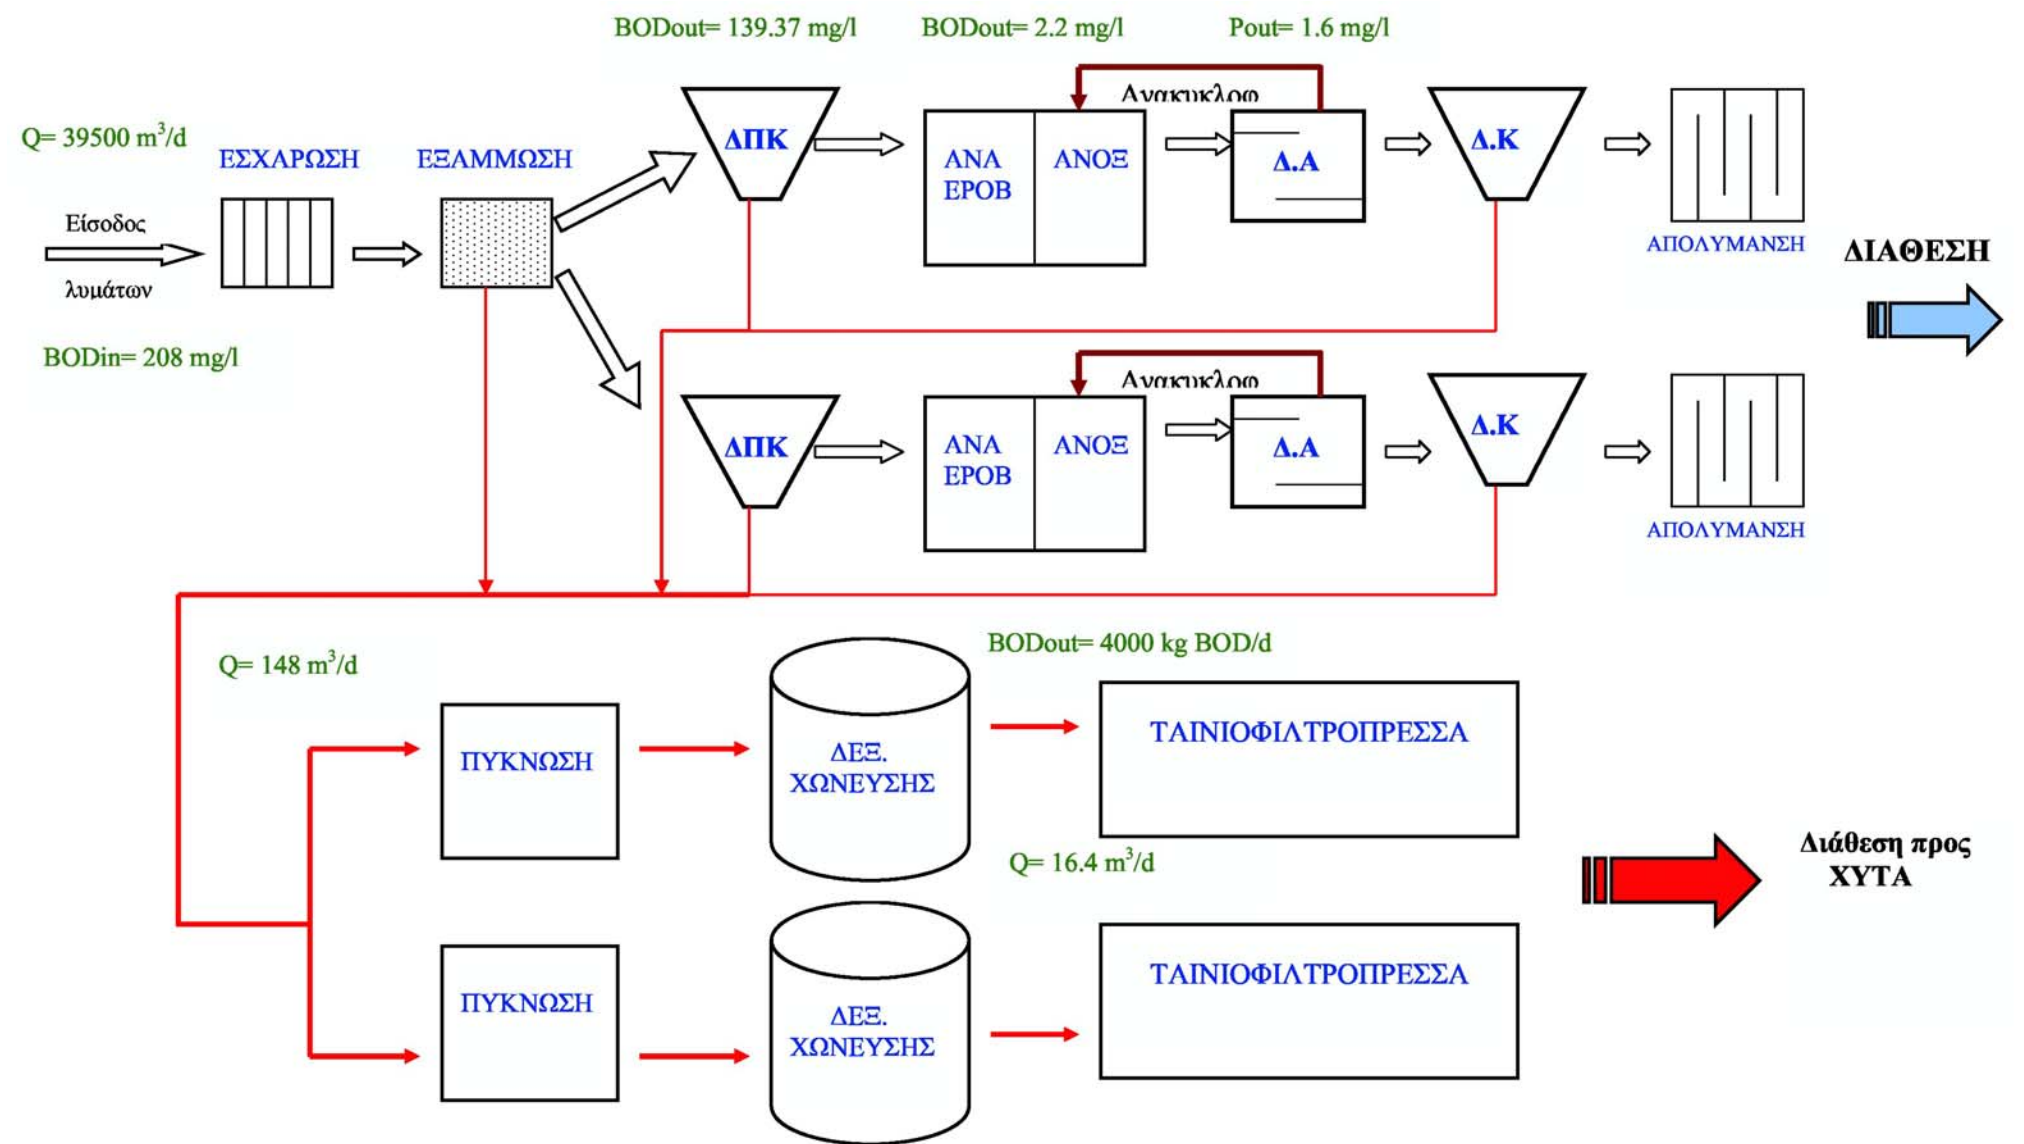 BODout= 139.37 mg/l
BODout= 2.2 mg/l
Pout= 1.6 mg/l
Q= 39500 m³/d
ΕΣΧΑΡΩΣΗ
ΕΞΑΜΜΩΣΗ
Είσοδος
λυμάτων
BODin= 208 mg/l
ΔΠΚ
ΑΝΑ
ΕΡΟΒ
ΑΝΟΞ
Ανακυκλοφ
Δ.Α
Δ.Κ
ΑΠΟΛΥΜΑΝΣΗ
ΔΙΑΘΕΣΗ
ΔΠΚ
ΑΝΑ
ΕΡΟΒ
ΑΝΟΞ
Ανακυκλοφ
Δ.Α
Δ.Κ
ΑΠΟΛΥΜΑΝΣΗ
Q= 148 m³/d
BODout= 4000 kg BOD/d
ΠΥΚΝΩΣΗ
ΔΕΞ.
ΧΩΝΕΥΣΗΣ
ΤΑΙΝΙΟΦΙΛΤΡΟΠΡΕΣΣΑ
Q= 16.4 m³/d
Διάθεση προς
ΧΥΤΑ
ΠΥΚΝΩΣΗ
ΔΕΞ.
ΧΩΝΕΥΣΗΣ
ΤΑΙΝΙΟΦΙΛΤΡΟΠΡΕΣΣΑ